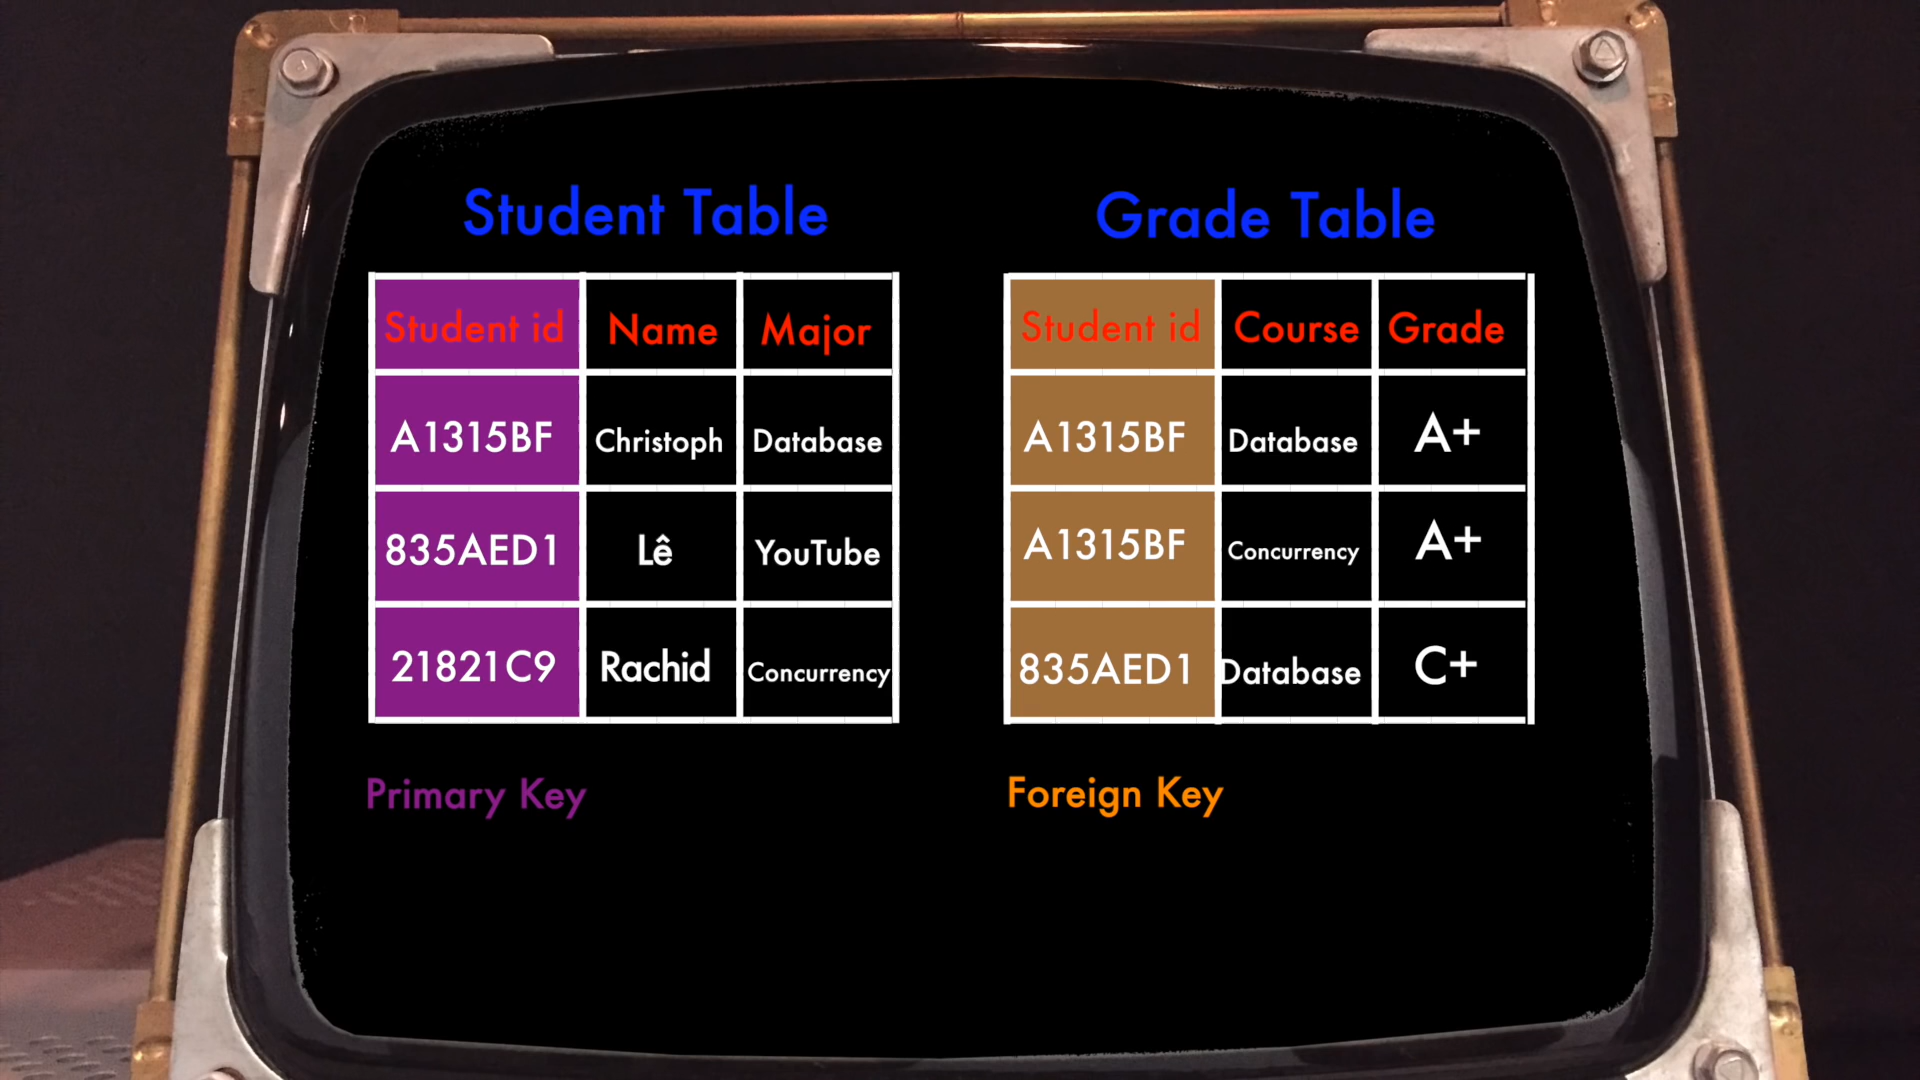 Student Table
Student id Name Major
A1315BF Christoph Database
835AED1 Lê YouTube
21821C9 Rachid Concurrency
Primary Key
Grade Table
Student id Course Grade
A1315BF Database A+
A1315BF Concurrency A+
835AED1 Database C+
Foreign Key